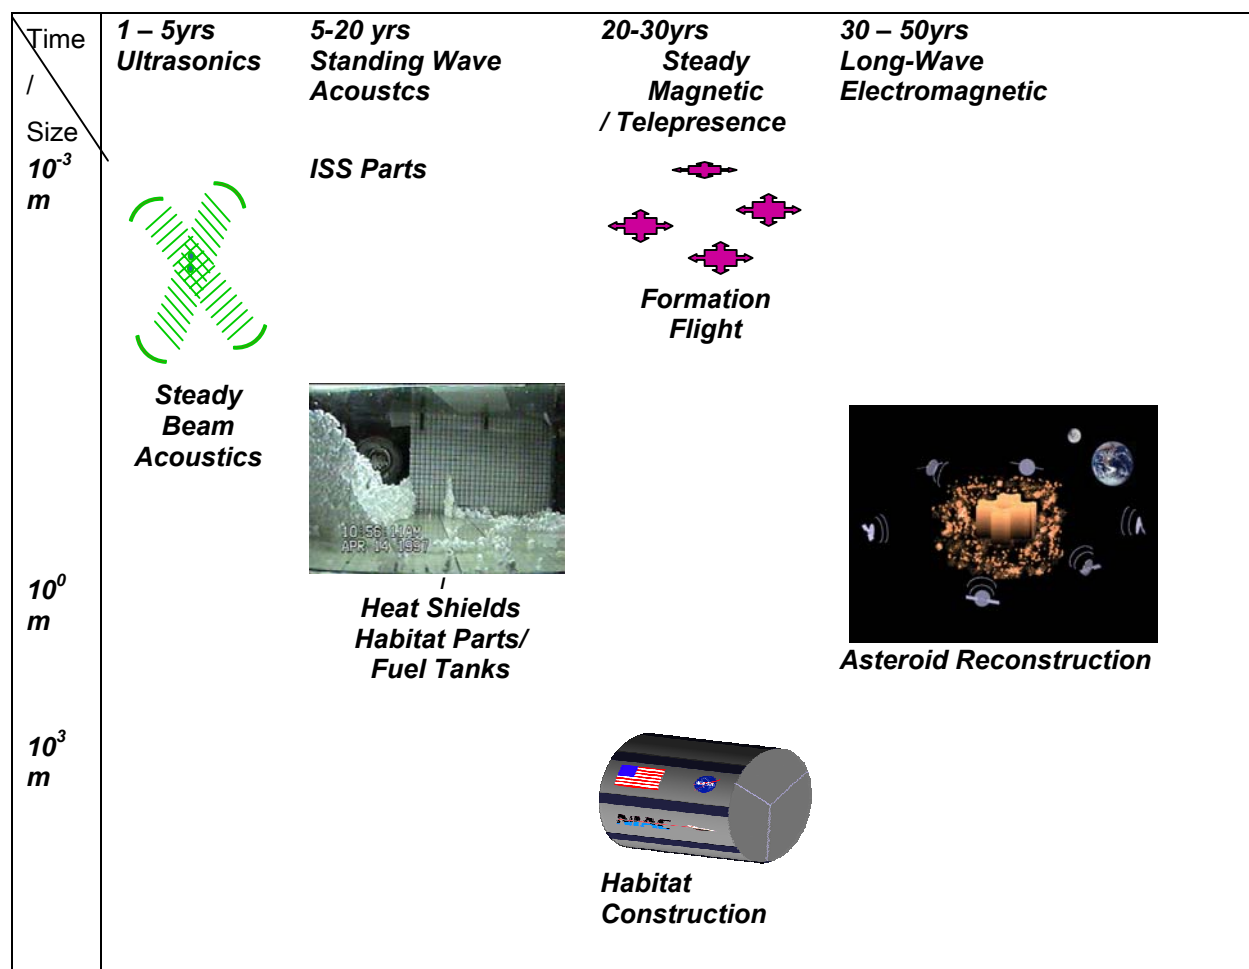 Time
/
Size
1 – 5yrs
Ultrasonics
5-20 yrs
Standing Wave
Acoustcs
20-30yrs
Steady
Magnetic
/ Telepresence
30 – 50yrs
Long-Wave
Electromagnetic
10-3
m
ISS Parts
Formation
Flight
Steady
Beam
Acoustics
10:56:11AM
APR 14 1997
100
m
Heat Shields
Habitat Parts/
Fuel Tanks
Asteroid Reconstruction
103
m
NIAC
Habitat
Construction